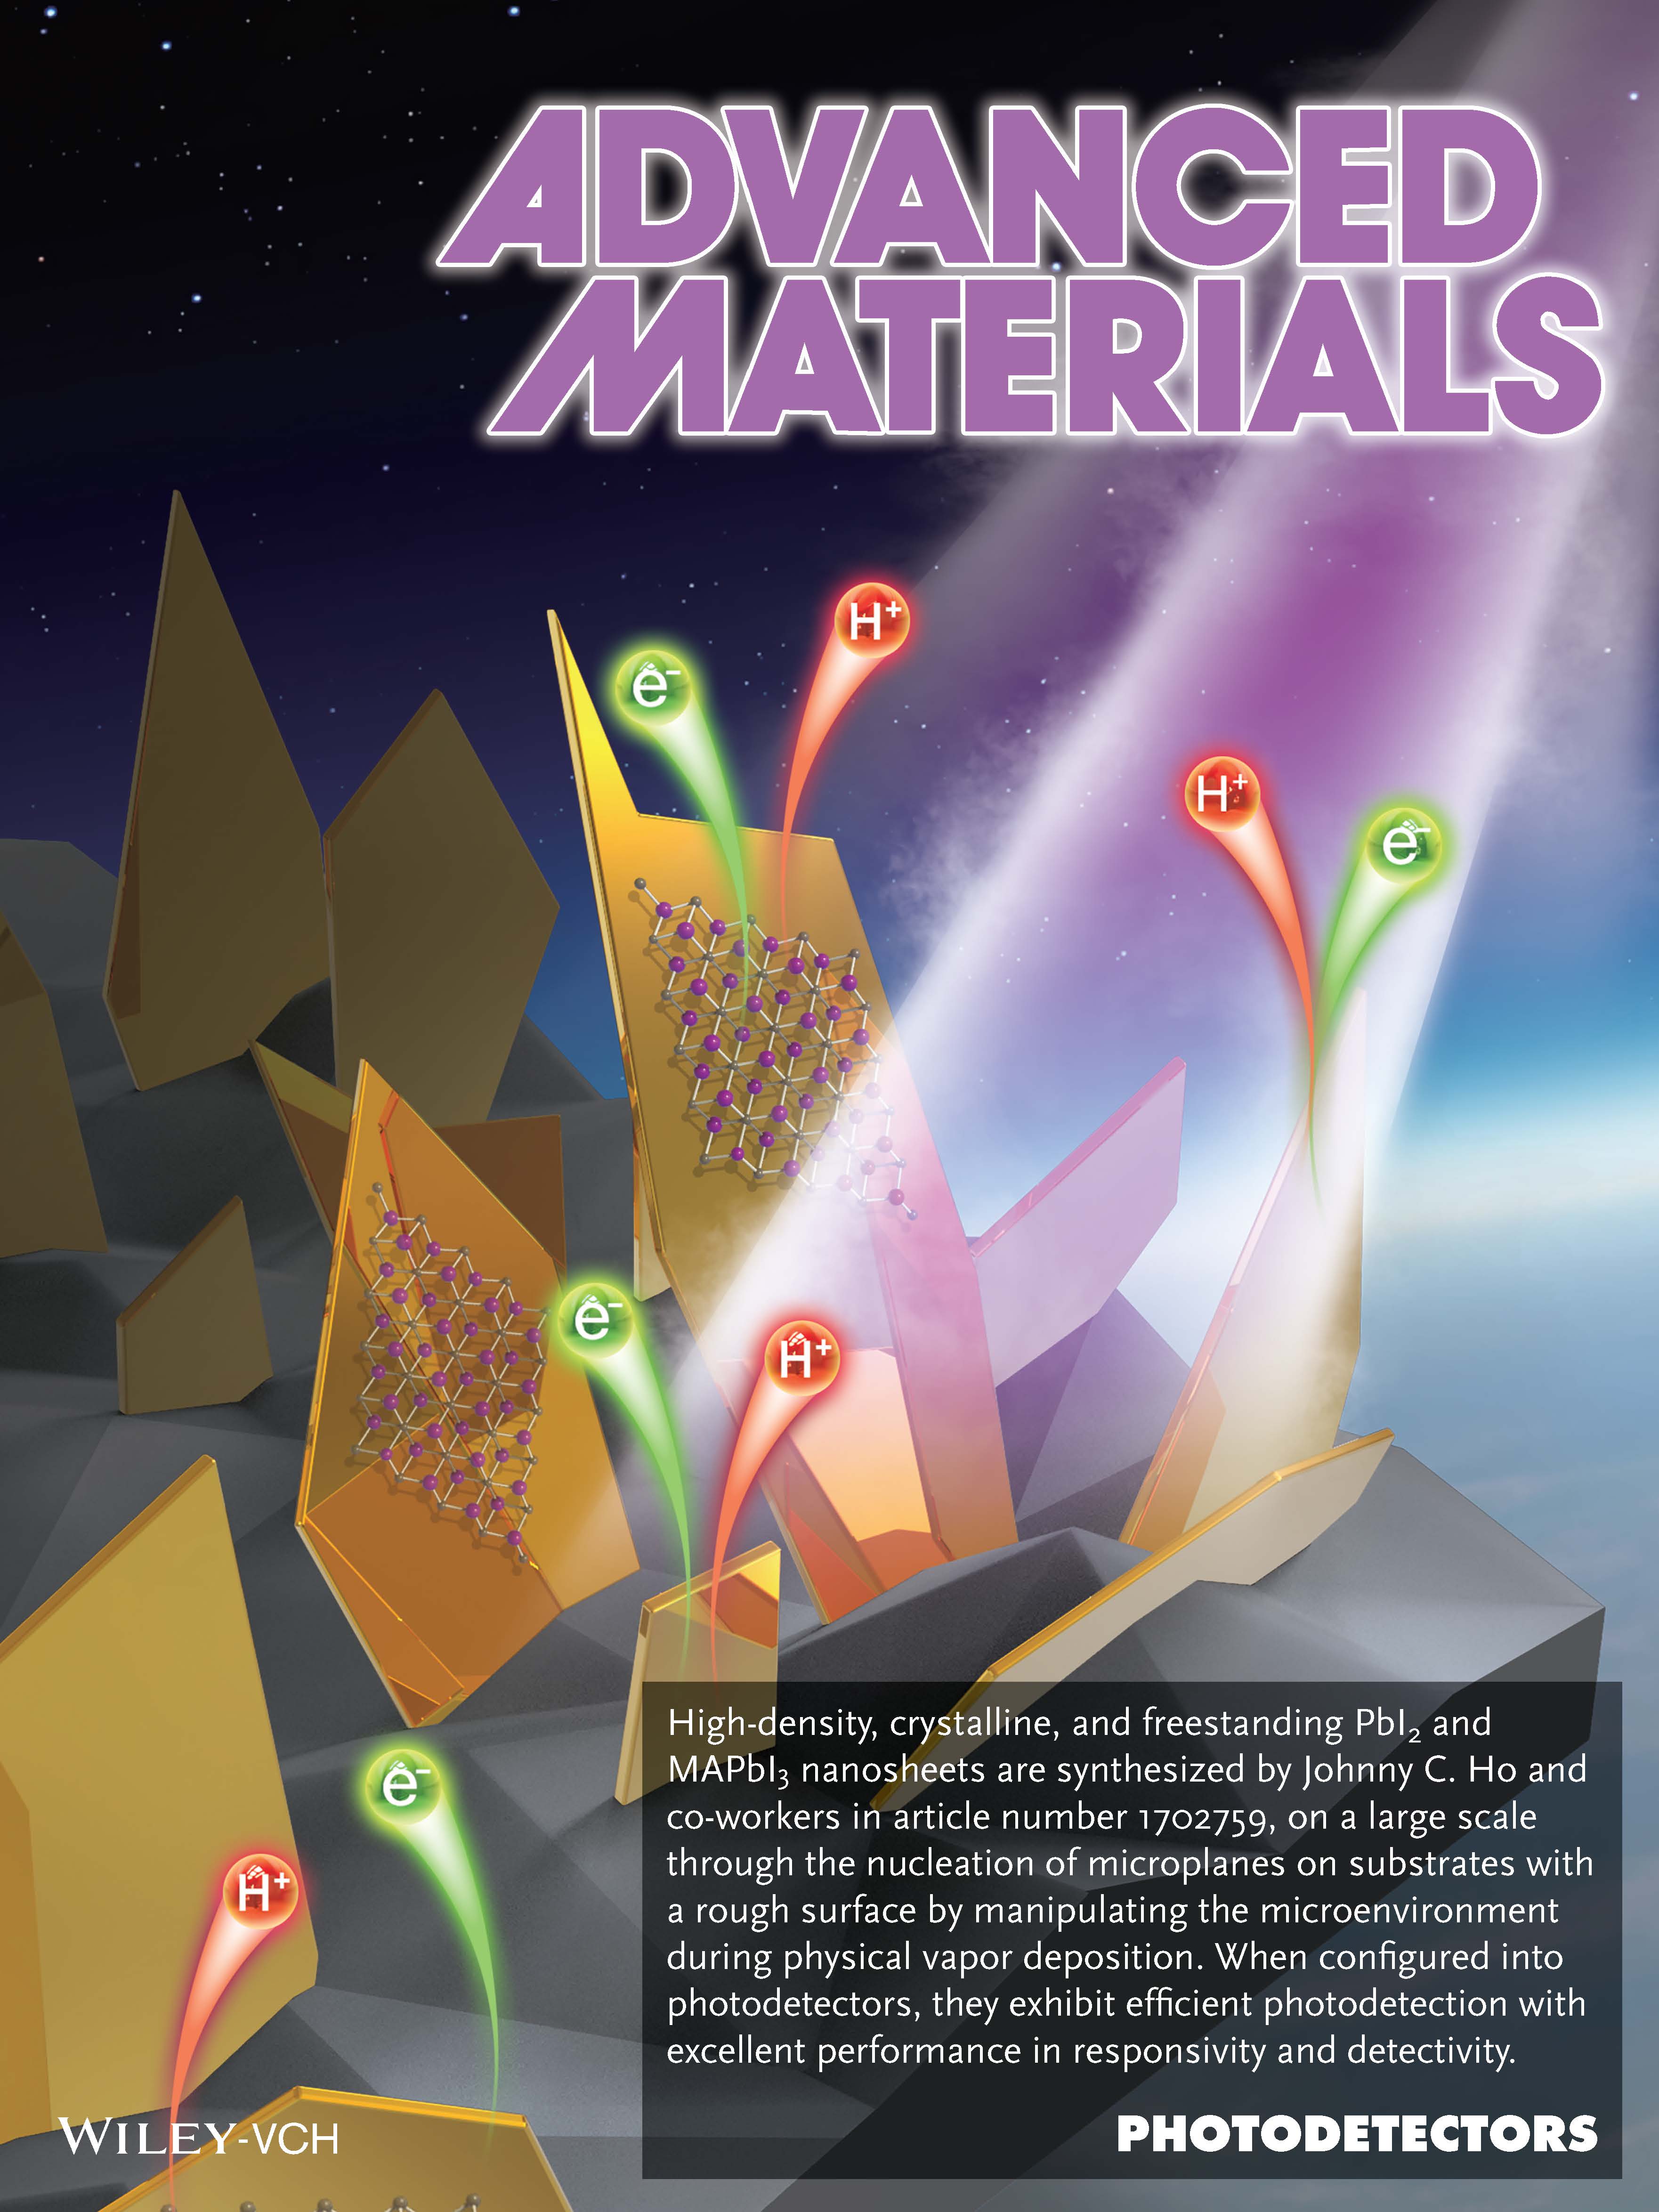 ADVANCED
MATERIALS
H⁺
e⁻
H⁺
e⁻
e⁻
H⁺
e⁻
H⁺
High-density, crystalline, and freestanding PbI₂ and
MAPbI₃ nanosheets are synthesized by Johnny C. Ho and
co-workers in article number 1702759, on a large scale
through the nucleation of microplanes on substrates with
a rough surface by manipulating the microenvironment
during physical vapor deposition. When configured into
photodetectors, they exhibit efficient photodetection with
excellent performance in responsivity and detectivity.
WILEY-VCH
PHOTODETECTORS